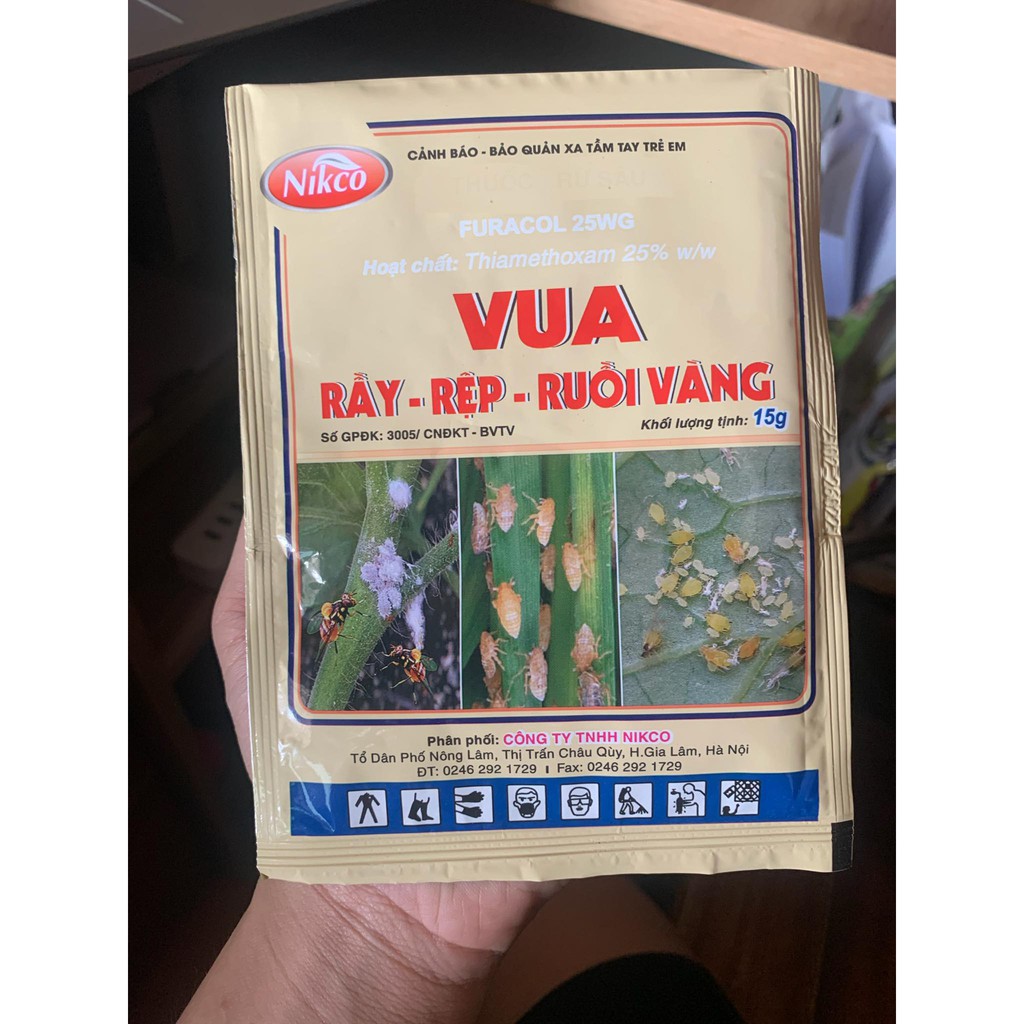 Nikco
CẢNH BÁO - BẢO QUẢN XA TẦM TAY TRẺ EM
FURACOL 25WG
Hoạt chất: Thiamethoxam 25% w/w
VUA
RẦY - RỆP - RUỒI VÀNG
Số GPĐK: 3005/ CNĐKT - BVTV
Khối lượng tịnh: 15g
Phân phối: CÔNG TY TNHH NIKCO
Tổ Dân Phố Nông Lâm, Thị Trấn Châu Qùy, H.Gia Lâm, Hà Nội
ĐT: 0246 292 1729 ı Fax: 0246 292 1729